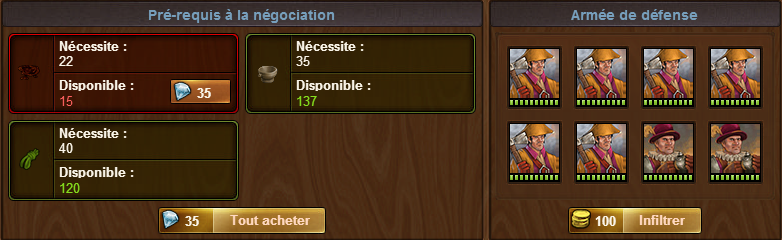 Pré-requis à la négociation
Nécessite :
22
Disponible :
15
35
Nécessite :
35
Disponible :
137
Nécessite :
40
Disponible :
120
35 Tout acheter
Armée de défense
100 Infiltrer